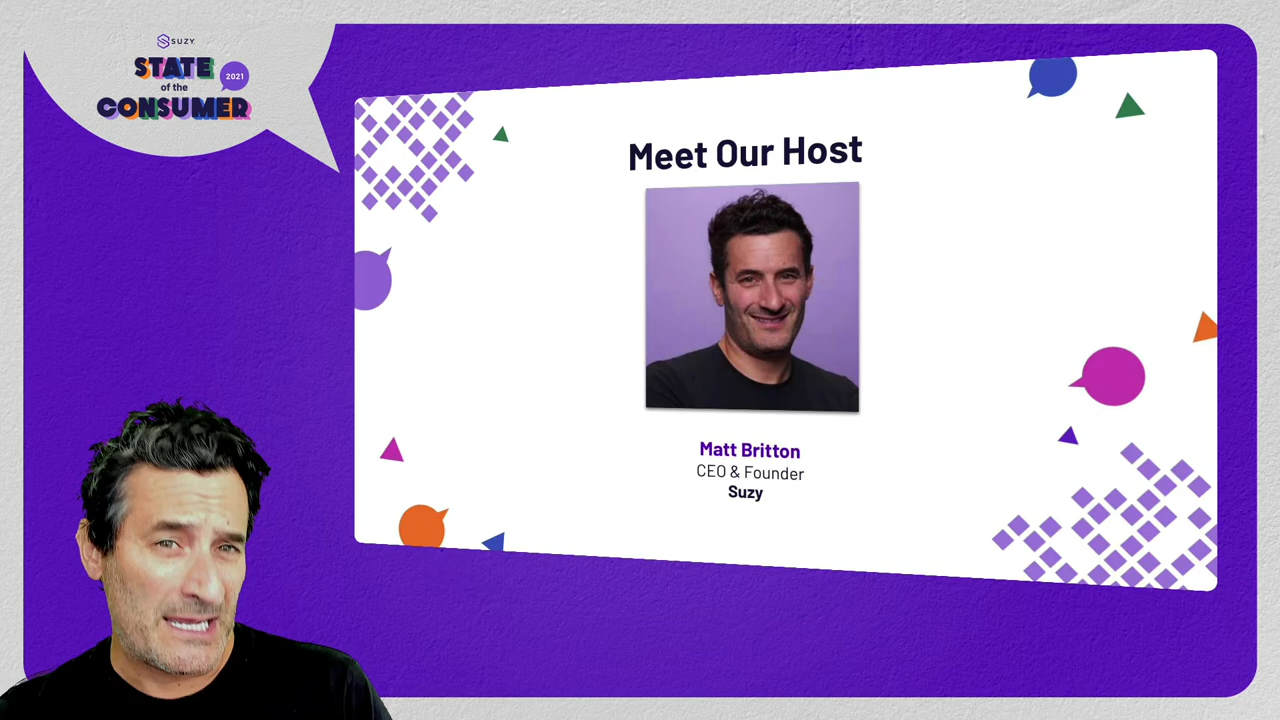 SUZY
STATE
2021
of the
CONSUMER
Meet Our Host
Matt Britton
CEO & Founder
Suzy